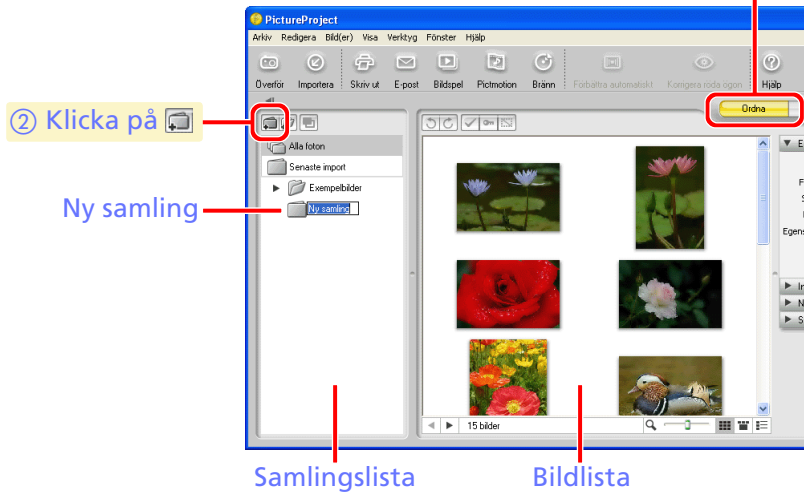 PictureProject
Arkiv Redigera Bild(er) Visa Verktyg Fönster Hjälp
Överför Importera Skriv ut E-post Bildspel Pictmotion Bränn Förbättra automatiskt Korrigera röda ögon Hjälp
Ordna
② Klicka på
Alla foton
Senaste import
Exempelbilder
Ny samling
Ny samling
E
F
S
Egens
In
N
S
15 bilder
Samlingslista Bildlista